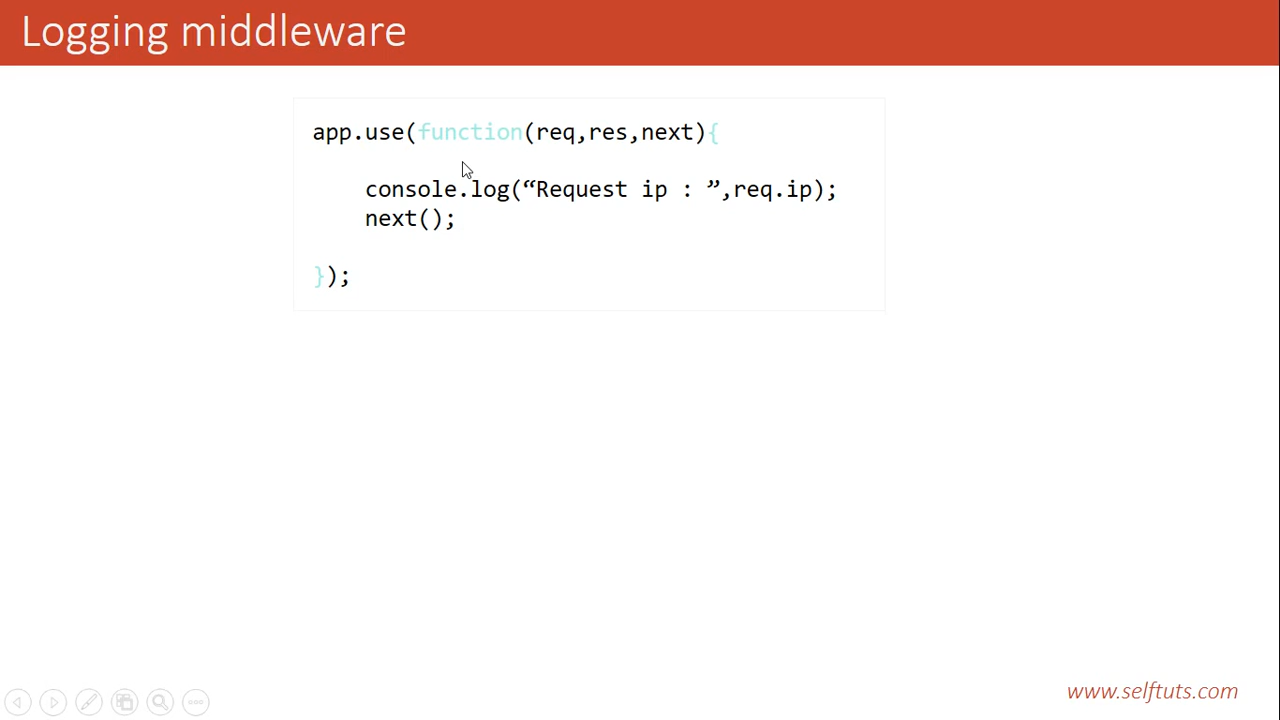 Logging middleware
app.use(function(req,res,next){
console.log(“Request ip : ”,req.ip);
next();
});
www.selftuts.com